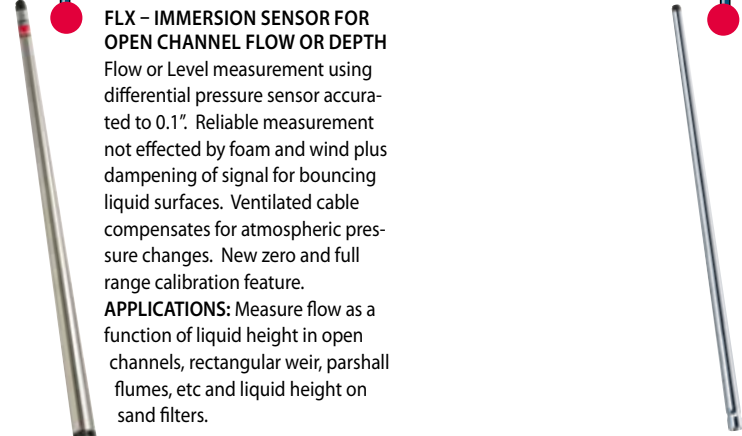 FLX – IMMERSION SENSOR FOR
OPEN CHANNEL FLOW OR DEPTH
Flow or Level measurement using
differential pressure sensor accura-
ted to 0.1”. Reliable measurement
not effected by foam and wind plus
dampening of signal for bouncing
liquid surfaces. Ventilated cable
compensates for atmospheric pres-
sure changes. New zero and full
range calibration feature.
APPLICATIONS: Measure flow as a
function of liquid height in open
channels, rectangular weir, parshall
flumes, etc and liquid height on
sand filters.